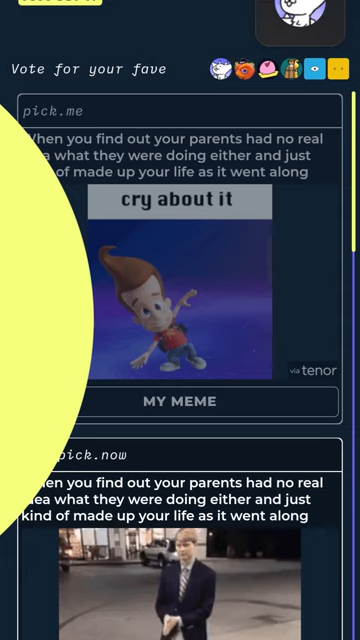 Vote for your fave
pick.me
hen you find out your parents had no real
what they were doing either and just
of made up your life as it went along
cry about it
via tenor
MY MEME
pick.now
en you find out your parents had no real
dea what they were doing either and just
kind of made up your life as it went along